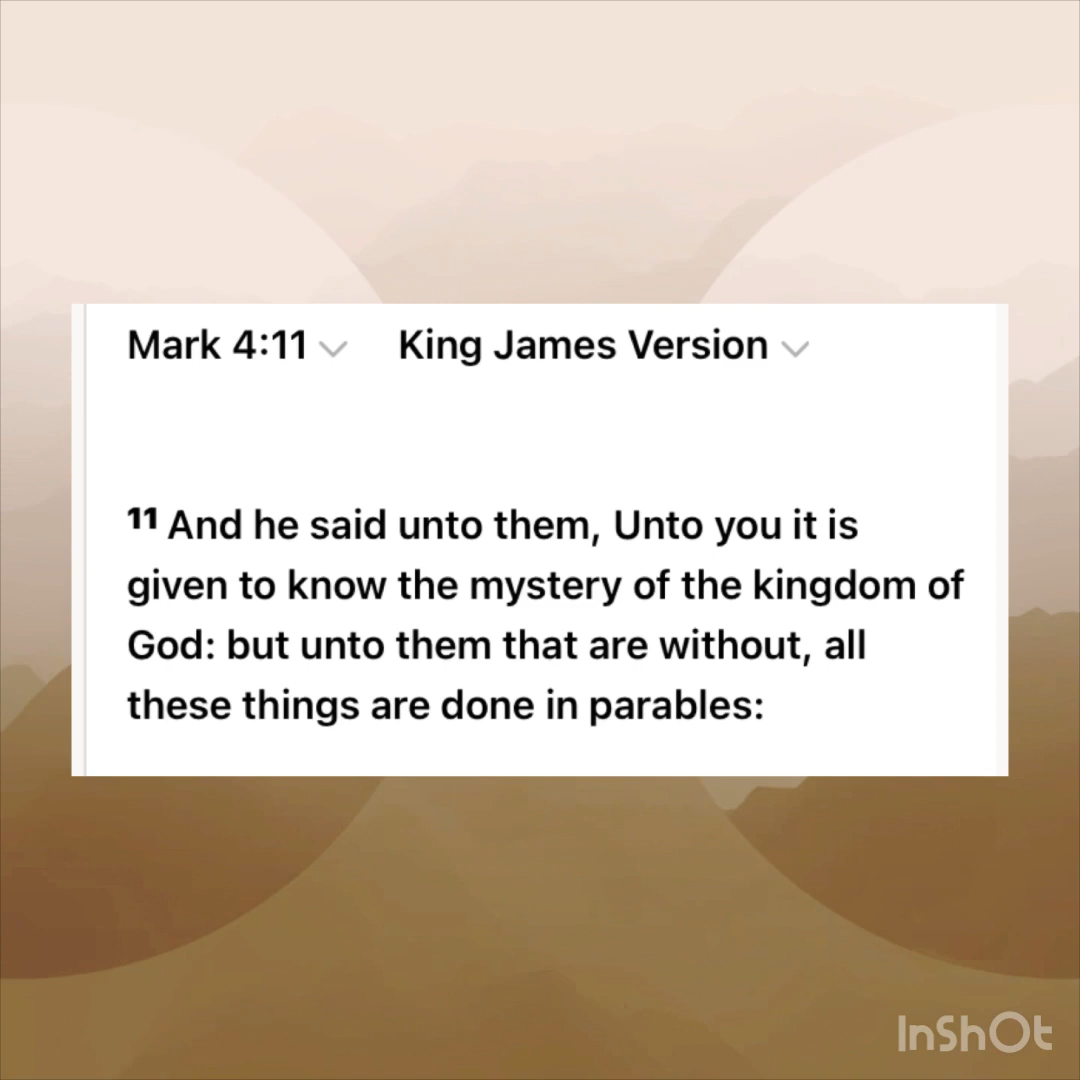 Mark 4:11 King James Version
11 And he said unto them, Unto you it is
given to know the mystery of the kingdom of
God: but unto them that are without, all
these things are done in parables:
InShOt